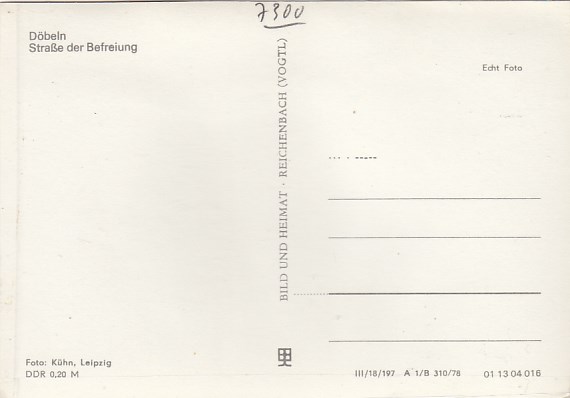 7300
Döbeln
Straße der Befreiung
Echt Foto
BILD UND HEIMAT · REICHENBACH (VOGTL)
Foto: Kühn, Leipzig
DDR 0,20 M
III/18/197 A 1/B 310/78 01 13 04 016